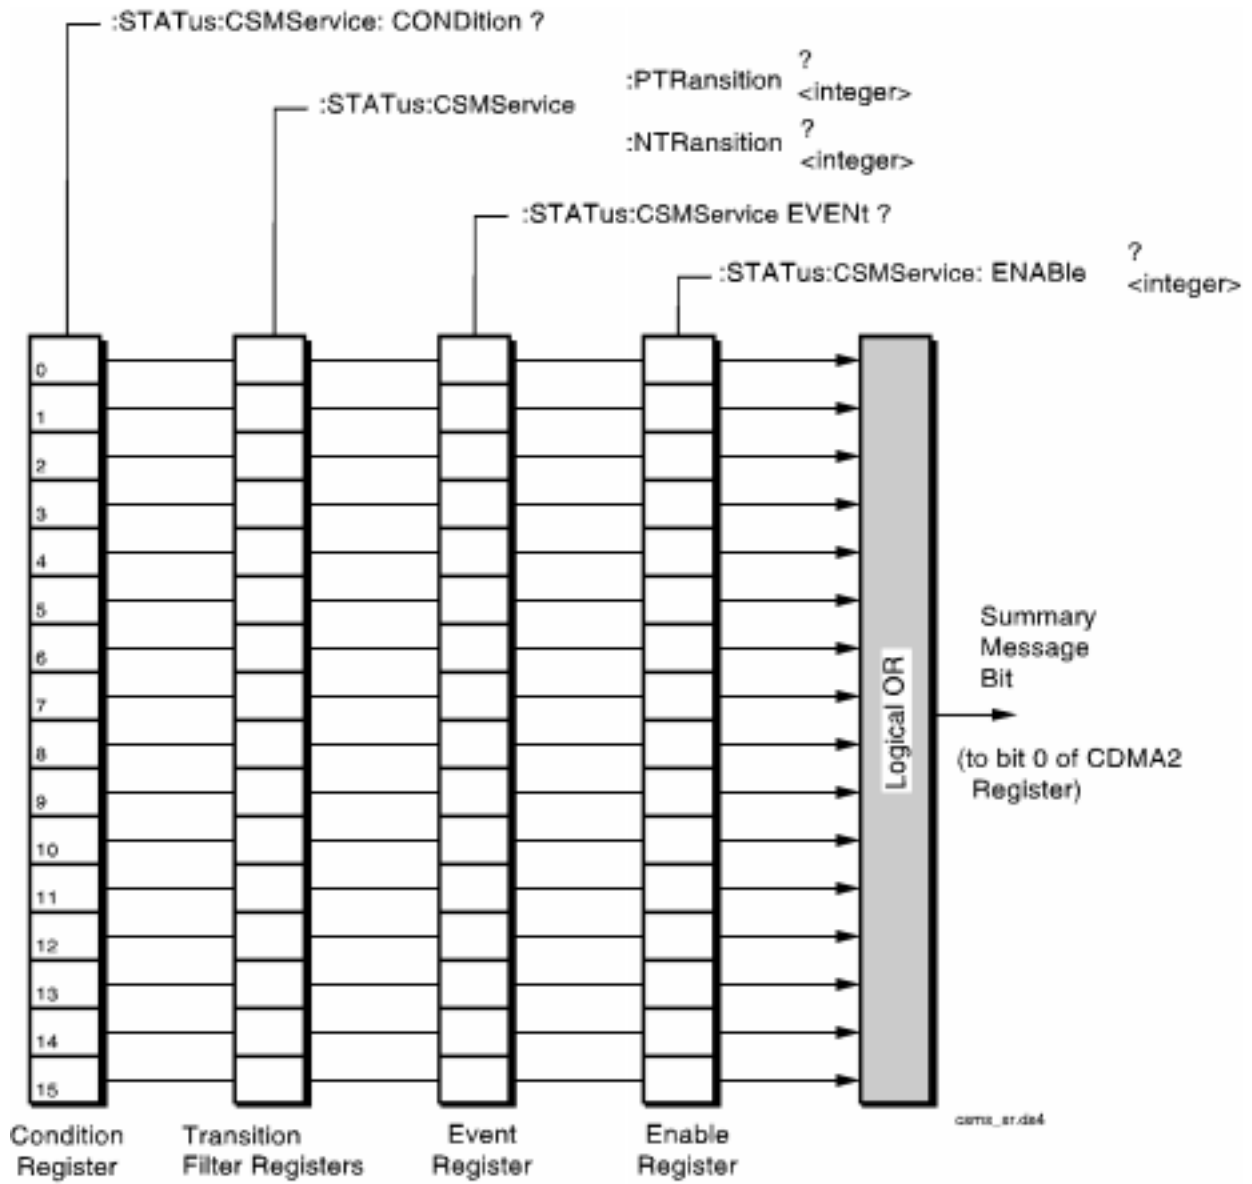 :STATus:CSMService: CONDition ?
?
:PTRansition
<integer>
:STATus:CSMService
?
:NTRansition
<integer>
:STATus:CSMService EVENt ?
?
:STATus:CSMService: ENABle
<integer>
0
1
2
3
4
5
6
7
8
9
10
11
12
13
14
15
Logical OR
Summary
Message
Bit
(to bit 0 of CDMA2
Register)
Condition
Register
Transition
Filter Registers
Event
Register
Enable
Register